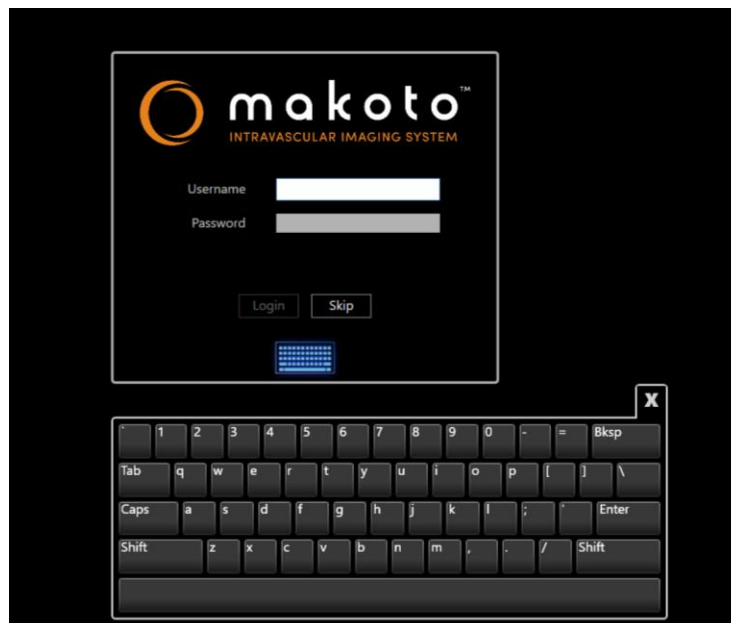 makoto™
INTRAVASCULAR IMAGING SYSTEM
Username
Password
Login Skip
X
` 1 2 3 4 5 6 7 8 9 0 - = Bksp
Tab q w e r t y u i o p [ ] \
Caps a s d f g h j k l ; ' Enter
Shift z x c v b n m , . / Shift